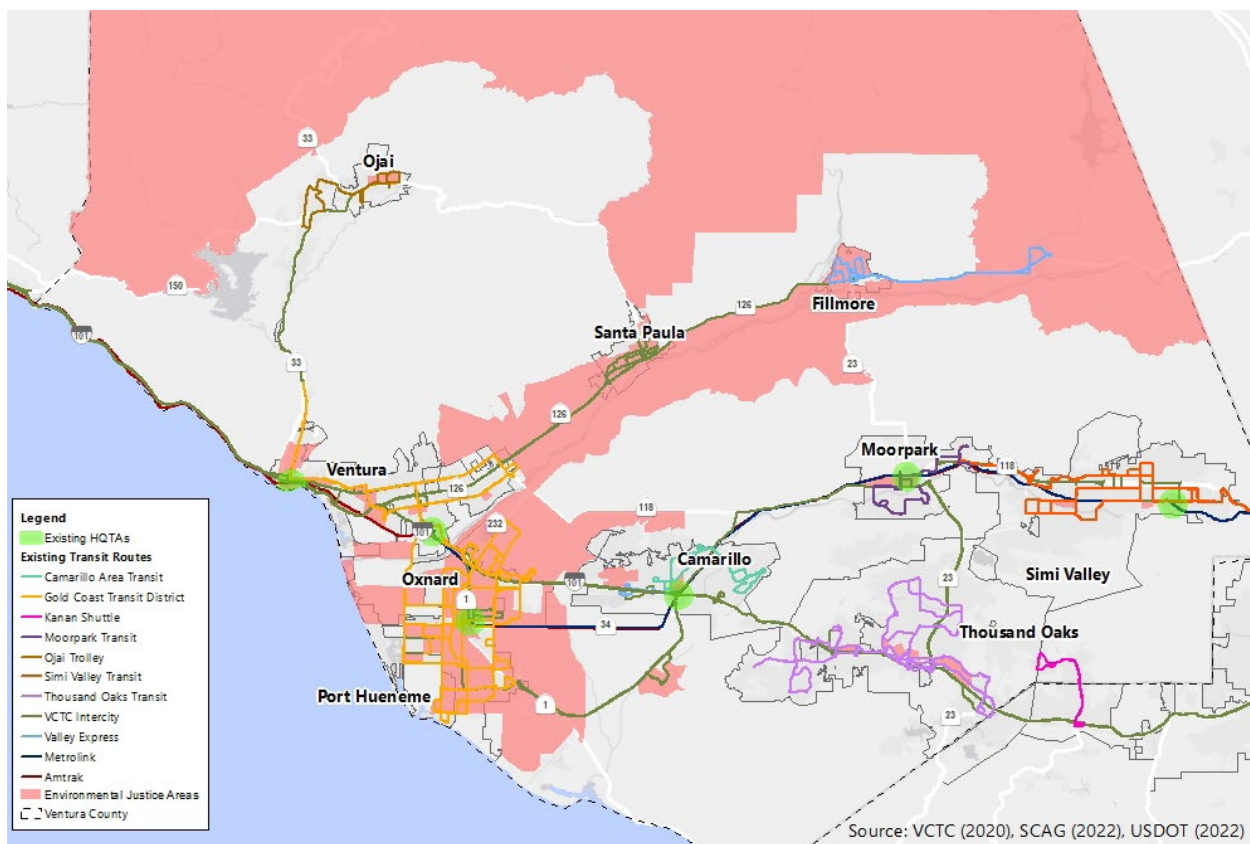 33
Ojai
150
101
126
Fillmore
Santa Paula
33
23
126
Moorpark
Ventura
118
126
232
118
101
Camarillo
Oxnard
101
Simi Valley
1
23
34
Thousand Oaks
Port Hueneme
1
23
Legend
Existing HQTAs
Existing Transit Routes
Camarillo Area Transit
Gold Coast Transit District
Kanan Shuttle
Moorpark Transit
Ojai Trolley
Simi Valley Transit
Thousand Oaks Transit
VCTC Intercity
Valley Express
Metrolink
Amtrak
Environmental Justice Areas
Ventura County
Source: VCTC (2020), SCAG (2022), USDOT (2022)